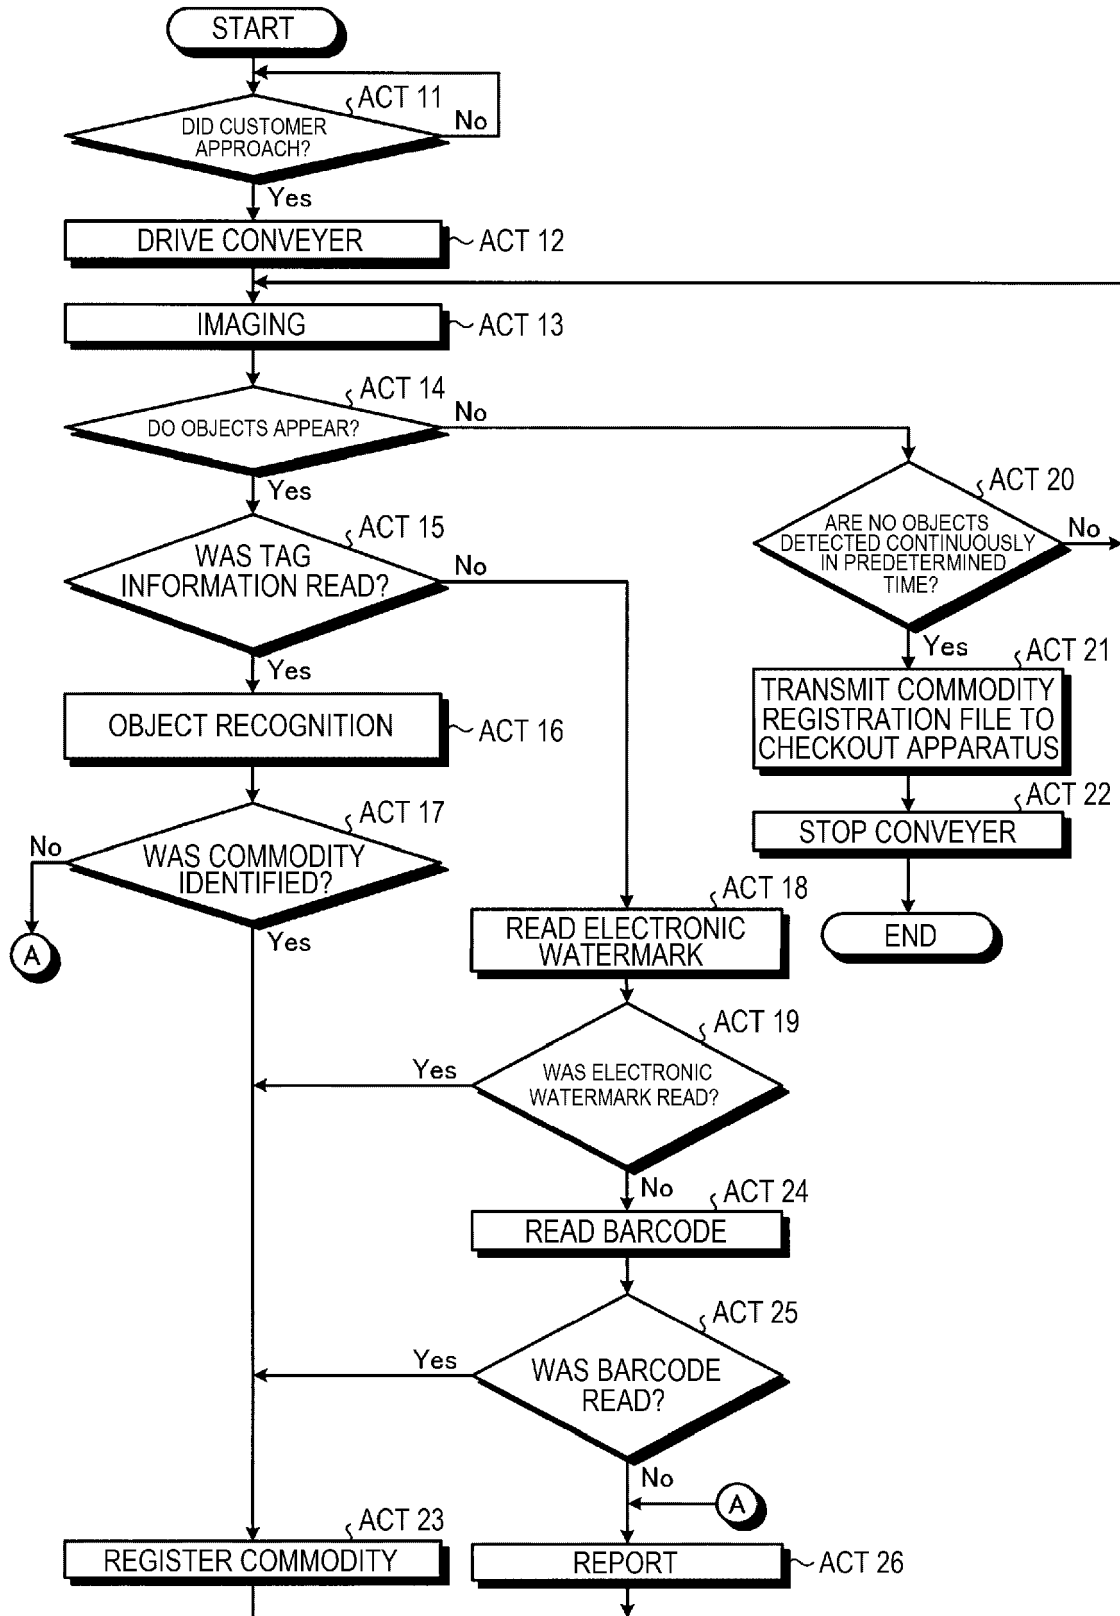 START
ACT 11
DID CUSTOMER
APPROACH?
No
Yes
DRIVE CONVEYER
ACT 12
IMAGING
ACT 13
ACT 14
DO OBJECTS APPEAR?
No
Yes
ACT 20
ARE NO OBJECTS
DETECTED CONTINUOUSLY
IN PREDETERMINED
TIME?
No
Yes
ACT 15
WAS TAG
INFORMATION READ?
No
Yes
ACT 21
TRANSMIT COMMODITY
REGISTRATION FILE TO
CHECKOUT APPARATUS
OBJECT RECOGNITION
ACT 16
ACT 22
STOP CONVEYER
END
ACT 17
WAS COMMODITY
IDENTIFIED?
No
A
Yes
ACT 18
READ ELECTRONIC
WATERMARK
ACT 19
WAS ELECTRONIC
WATERMARK READ?
Yes
No
ACT 24
READ BARCODE
ACT 25
WAS BARCODE
READ?
Yes
No
A
ACT 23
REGISTER COMMODITY
REPORT
ACT 26